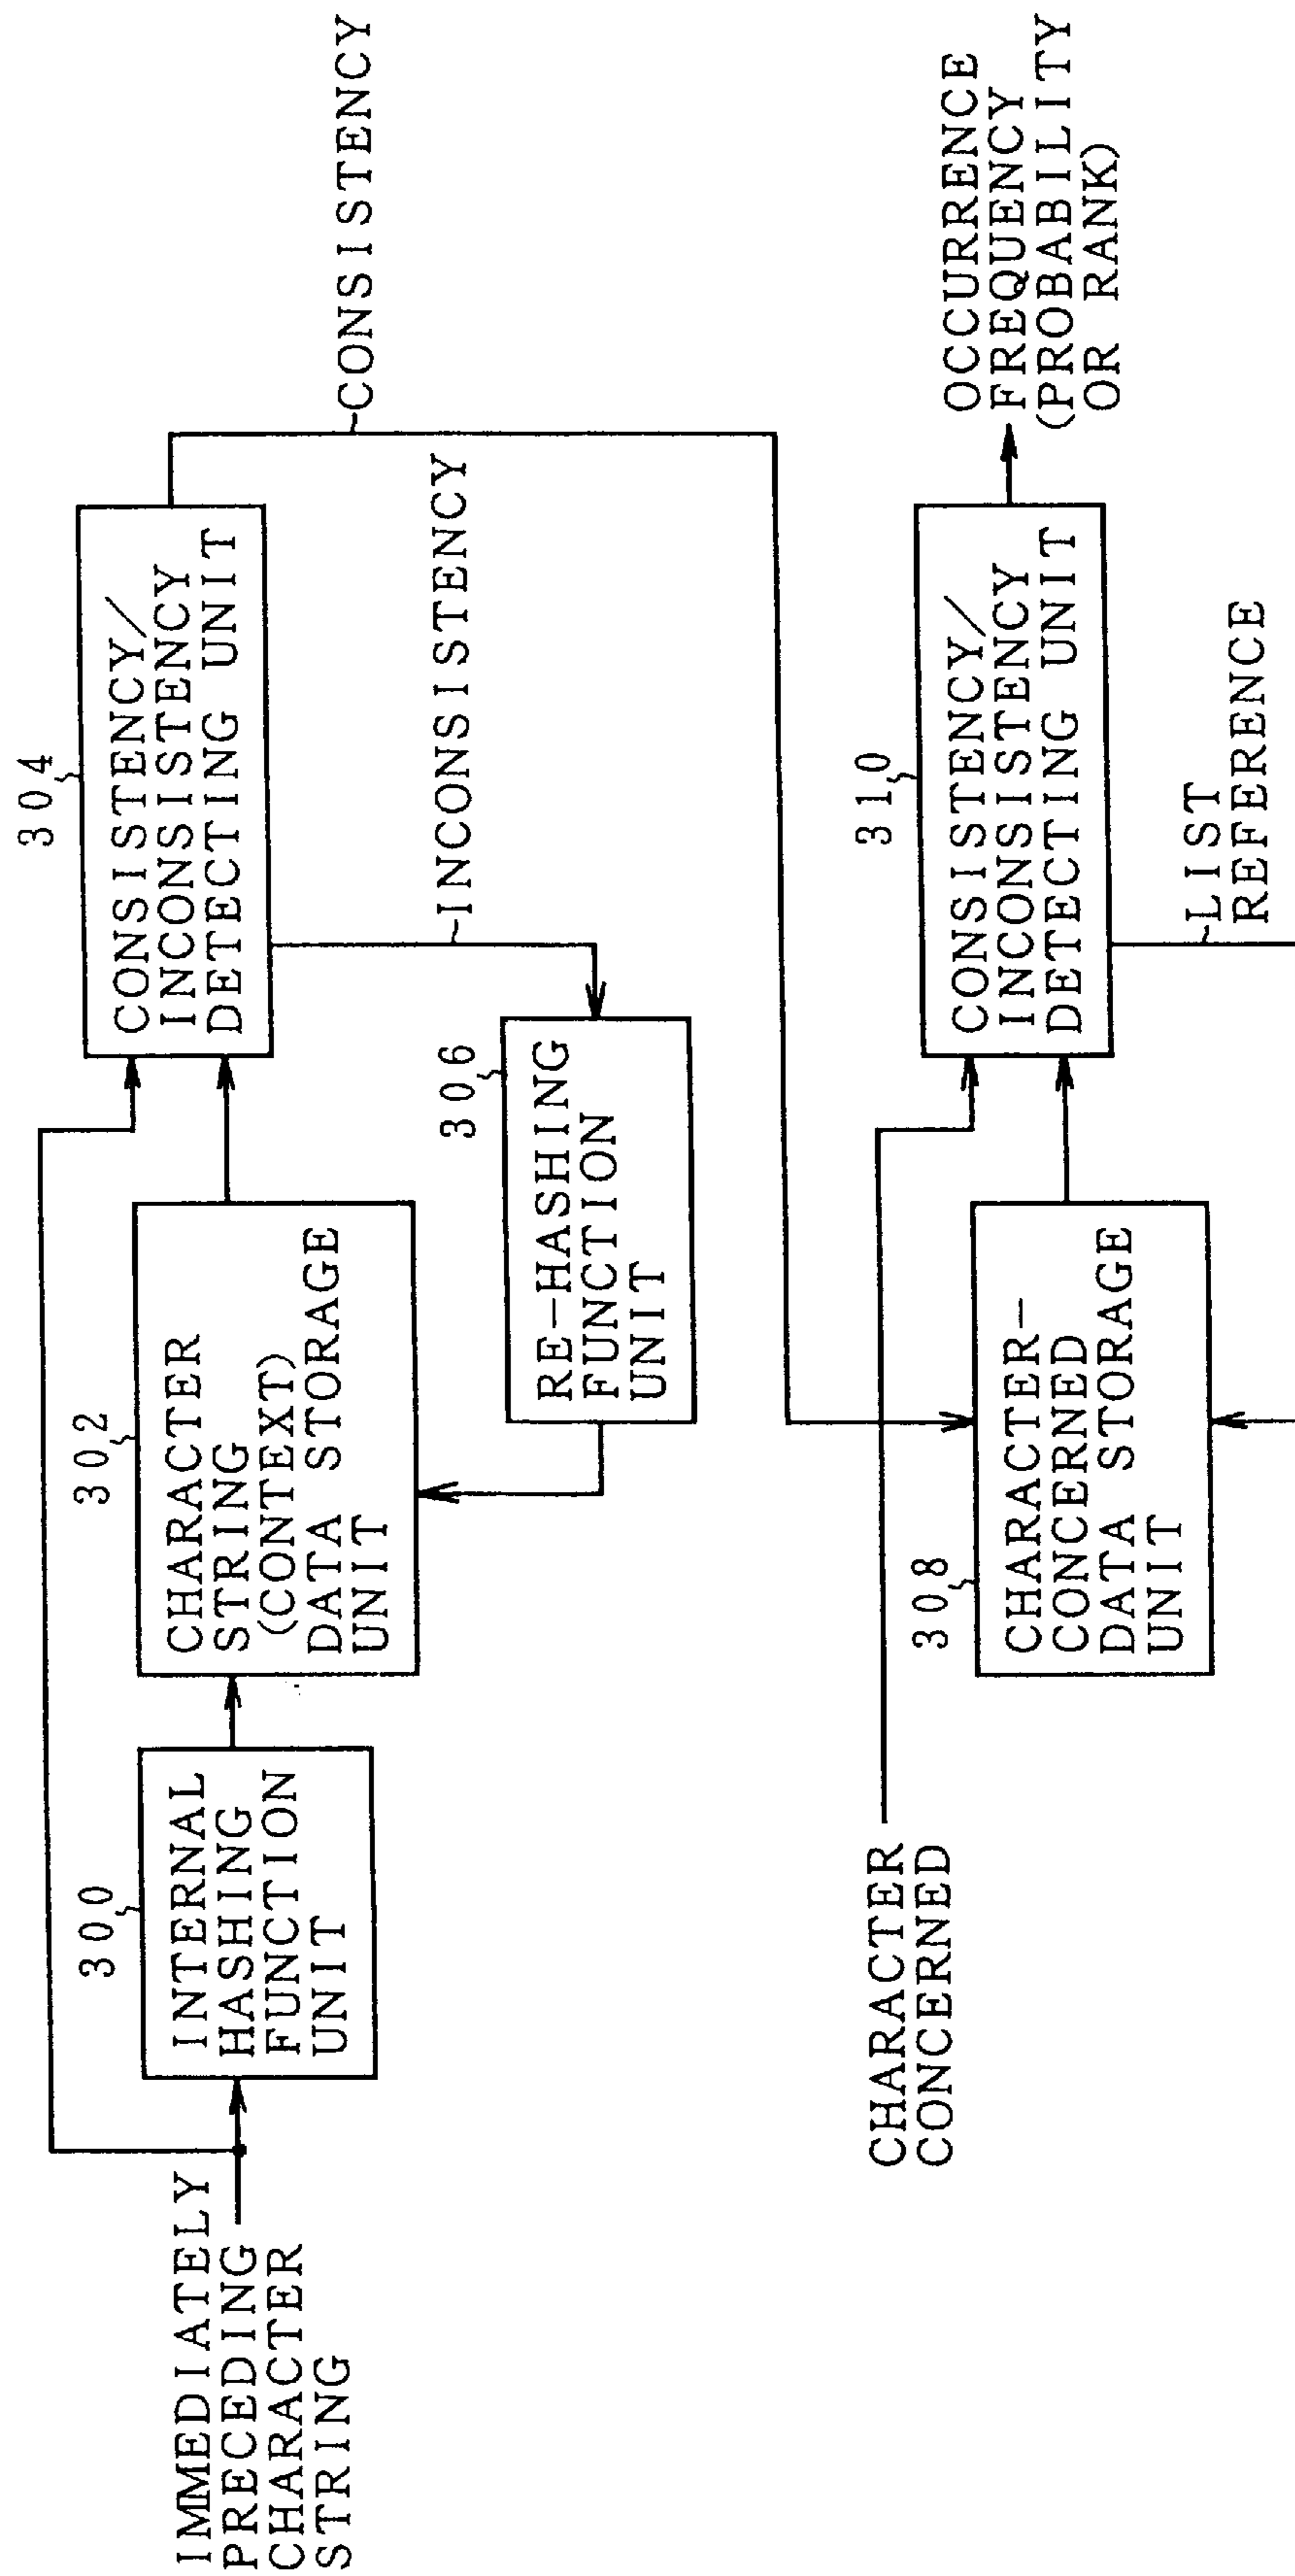 IMMEDIATELY
PRECEDING
CHARACTER
STRING
300
INTERNAL
HASHING
FUNCTION
UNIT
302
CHARACTER
STRING
(CONTEXT)
DATA STORAGE
UNIT
304
CONSISTENCY/
INCONSISTENCY
DETECTING UNIT
CONSISTENCY
INCONSISTENCY
306
RE-HASHING
FUNCTION
UNIT
CHARACTER
CONCERNED
308
CHARACTER-
CONCERNED
DATA STORAGE
UNIT
310
CONSISTENCY/
INCONSISTENCY
DETECTING UNIT
OCCURRENCE
FREQUENCY
(PROBABILITY
OR RANK)
LIST
REFERENCE